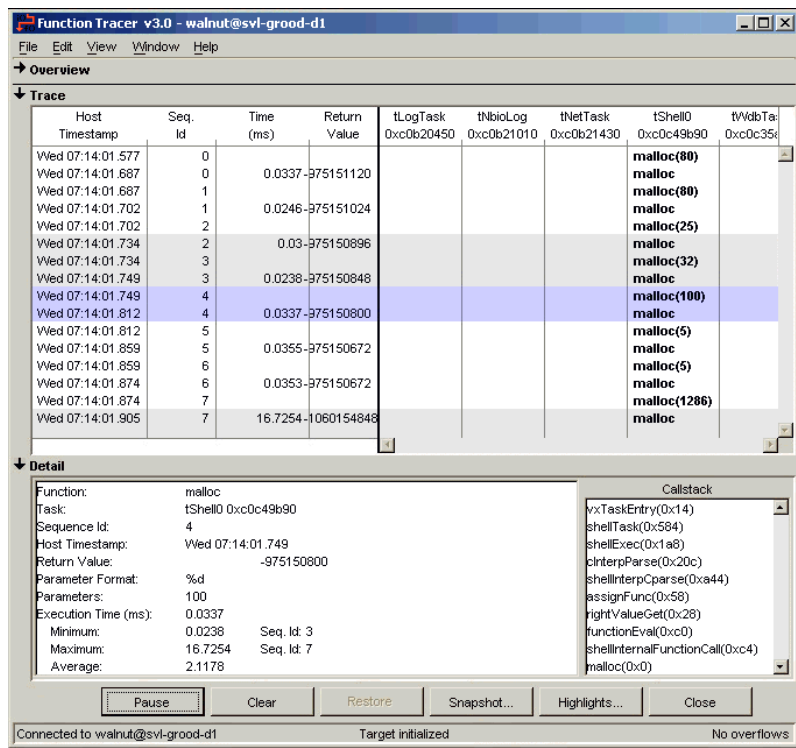 Function Tracer v3.0 - walnut@svl-grood-d1
File Edit View Window Help
Overview
Trace
Host Timestamp Seq. Id Time (ms) Return Value tLogTask 0xc0b20450 tNbioLog 0xc0b21010 tNetTask 0xc0b21430 tShell0 0xc0c49b90 tWdbTa: 0xc0c35
Wed 07:14:01.577 0 malloc(80)
Wed 07:14:01.687 0 0.0337 -975151120 malloc
Wed 07:14:01.687 1 malloc(80)
Wed 07:14:01.702 1 0.0246 -975151024 malloc
Wed 07:14:01.702 2 malloc(25)
Wed 07:14:01.734 2 0.03 -975150896 malloc
Wed 07:14:01.734 3 malloc(32)
Wed 07:14:01.749 3 0.0238 -975150848 malloc
Wed 07:14:01.749 4 malloc(100)
Wed 07:14:01.812 4 0.0337 -975150800 malloc
Wed 07:14:01.812 5 malloc(5)
Wed 07:14:01.859 5 0.0355 -975150672 malloc
Wed 07:14:01.859 6 malloc(5)
Wed 07:14:01.874 6 0.0353 -975150672 malloc
Wed 07:14:01.874 7 malloc(1286)
Wed 07:14:01.905 7 16.7254 -1060154848 malloc
Detail
Function: malloc
Task: tShell0 0xc0c49b90
Sequence Id: 4
Host Timestamp: Wed 07:14:01.749
Return Value: -975150800
Parameter Format: %d
Parameters: 100
Execution Time (ms): 0.0337
Minimum: 0.0238 Seq. Id: 3
Maximum: 16.7254 Seq. Id: 7
Average: 2.1178
Callstack
vxTaskEntry(0x14)
shellTask(0x584)
shellExec(0x1a8)
cInterpParse(0x20c)
shellInterpCparse(0xa44)
assignFunc(0x58)
rightValueGet(0x28)
functionEval(0xc0)
shellInternalFunctionCall(0xc4)
malloc(0x0)
Pause Clear Restore Snapshot... Highlights... Close
Connected to walnut@svl-grood-d1 Target initialized No overflows